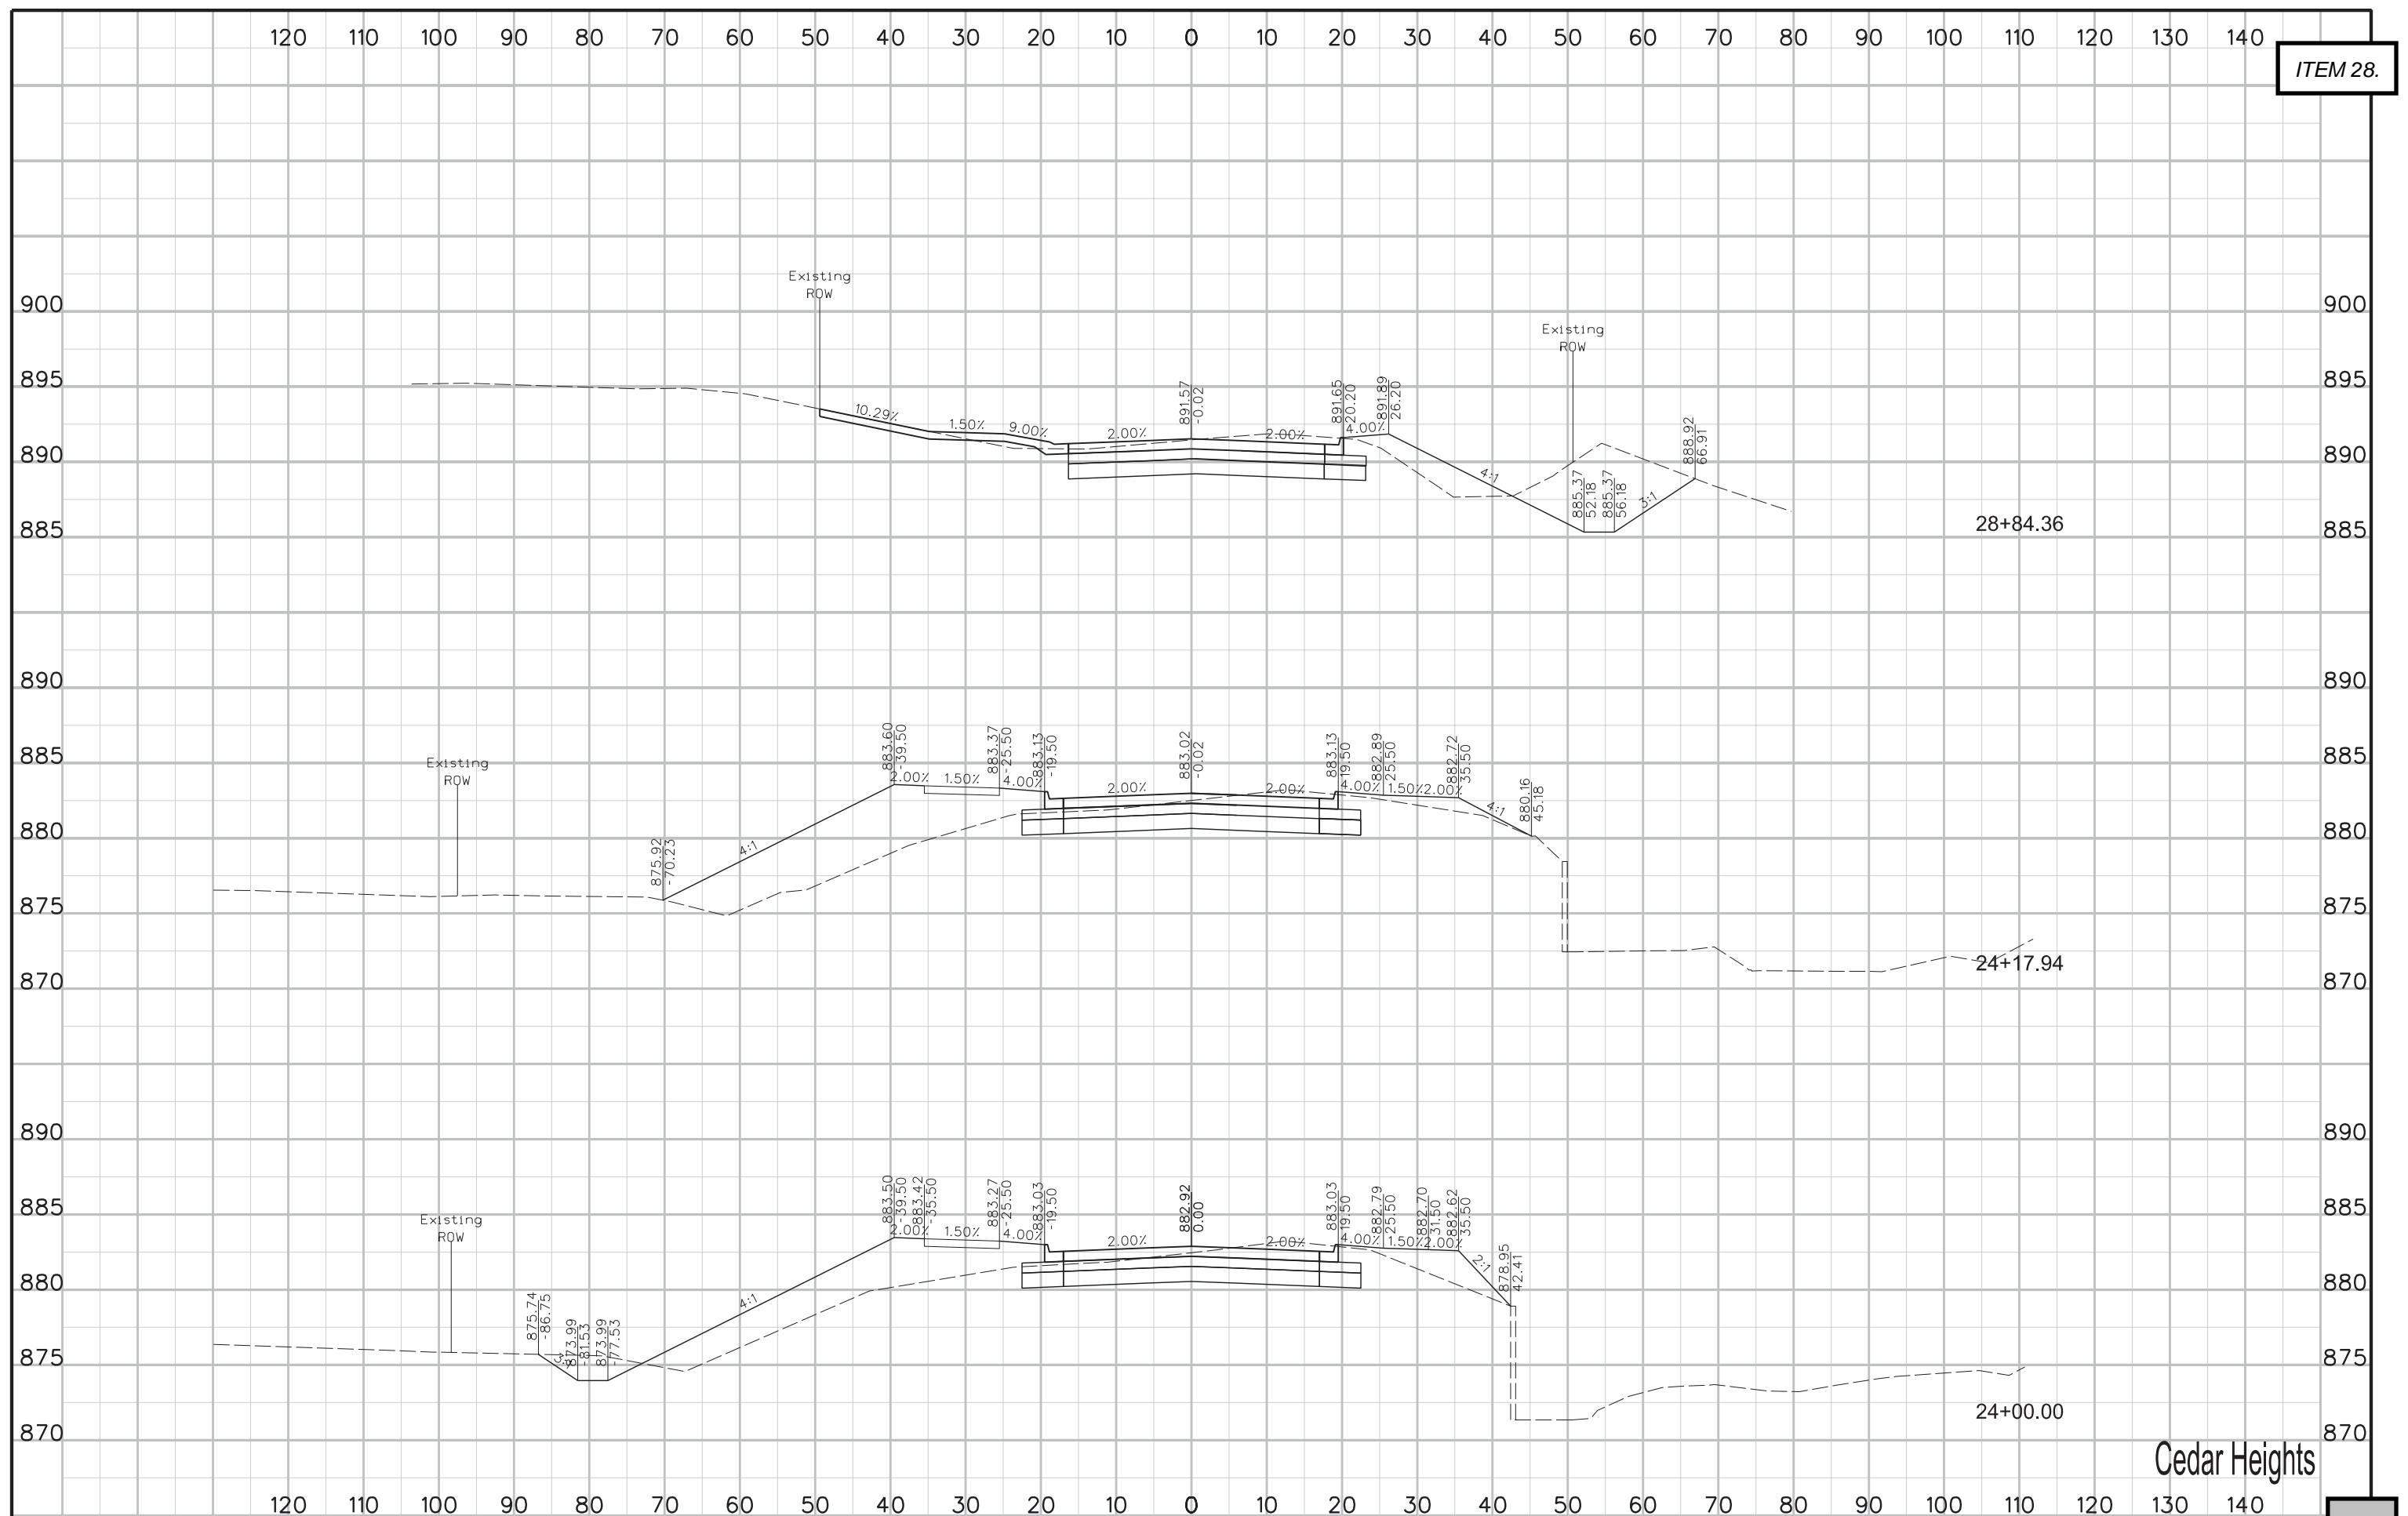 120 110 100 90 80 70 60 50 40 30 20 10 0 10 20 30 40 50 60 70 80 90 100 110 120 130 140
ITEM 28.
Existing
ROW
900 900
Existing
ROW
895 895
10.29% 1.50% 9.00% 2.00% 891.57 -0.02 2.00% 891.65 20.20 4.00% 891.89 26.20
890 890
4:1 885.37 52.18 885.37 56.18 3:1 888.92 66.91
28+84.36
885 885
890 890
885 885
Existing
ROW
883.60 -39.50 2.00% 1.50% 883.37 -25.50 4.00% 883.13 -19.50 2.00% 883.02 -0.02 2.00% 883.13 19.50 4.00% 882.89 25.50 1.50% 2.00% 882.72 35.50 4:1 880.16 45.18
880 880
875.92 -70.23 4:1
875 875
24+17.94
870 870
890 890
885 885
Existing
ROW
883.50 -39.50 2.00% 883.42 -35.50 1.50% 883.27 -25.50 4.00% 883.03 -19.50 2.00% 882.92 0.00 2.00% 883.03 19.50 4.00% 882.79 25.50 1.50% 882.70 31.50 2.00% 882.62 35.50 2:1 878.95 42.41
880 880
875.74 -86.75 873.99 -81.53 873.99 -77.53 4:1
875 875
24+00.00
870 870
Cedar Heights
120 110 100 90 80 70 60 50 40 30 20 10 0 10 20 30 40 50 60 70 80 90 100 110 120 130 140